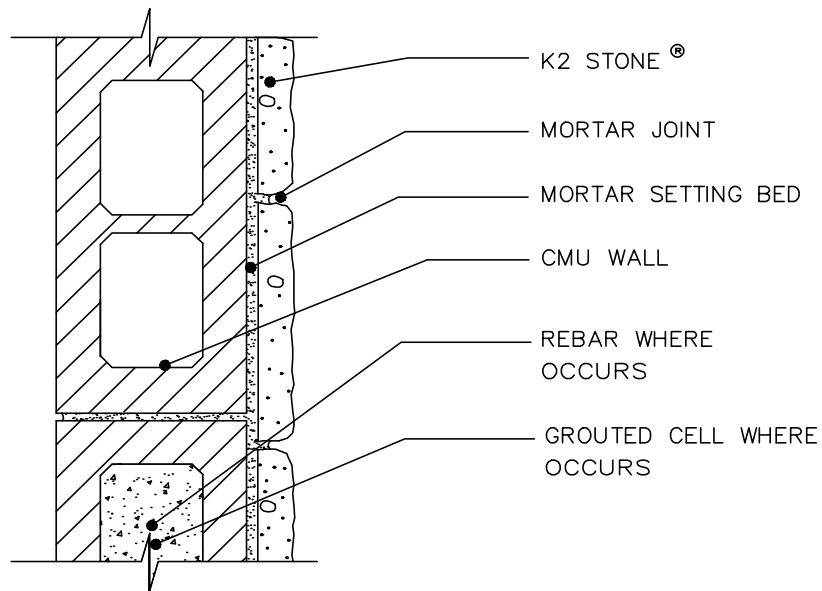 K2 STONE®
MORTAR JOINT
MORTAR SETTING BED
CMU WALL
REBAR WHERE
OCCURS
GROUTED CELL WHERE
OCCURS